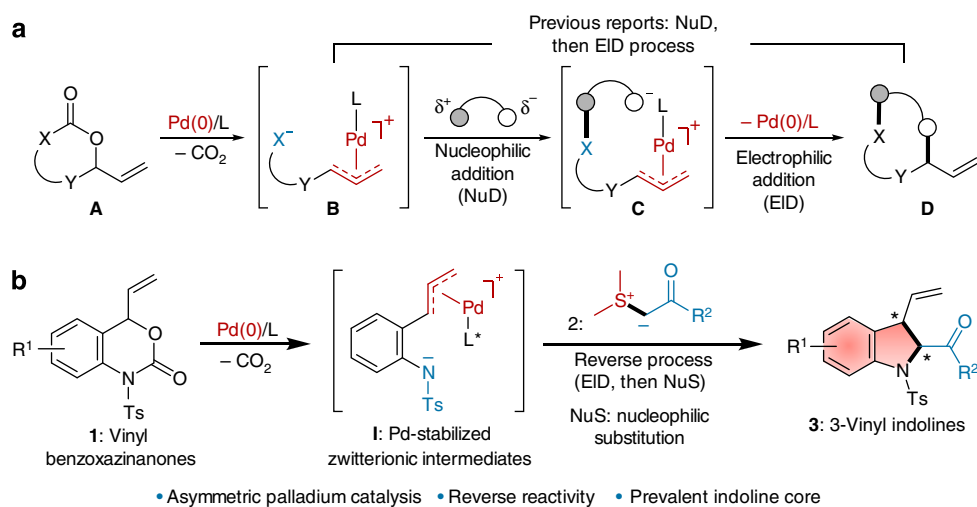 a
Previous reports: NuD,
then ElD process
O
X
O
Y
A
Pd(0)/L
– CO2
L
Pd
+
X–
Y
B
δ+
δ–
Nucleophilic
addition
(NuD)
–
L
Pd
+
X
Y
C
– Pd(0)/L
Electrophilic
addition
(ElD)
X
Y
D
b
R1
O
N
O
Ts
1: Vinyl
benzoxazinanones
Pd(0)/L
– CO2
+
Pd
L*
–
N
Ts
I: Pd-stabilized
zwitterionic intermediates
2:
S+
–
O
R2
Reverse process
(ElD, then NuS)
NuS: nucleophilic
substitution
R1
*
*
O
N
R2
Ts
3: 3-Vinyl indolines
• Asymmetric palladium catalysis • Reverse reactivity • Prevalent indoline core